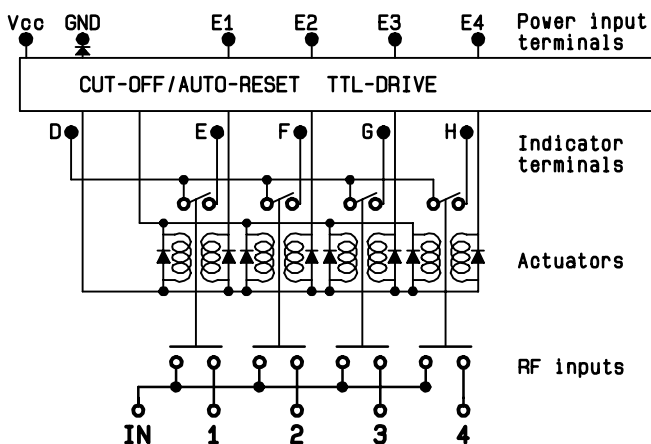 Vcc GND E1 E2 E3 E4 Power input
terminals
CUT-OFF/AUTO-RESET TTL-DRIVE
D E F G H Indicator
terminals
Actuators
RF inputs
IN 1 2 3 4